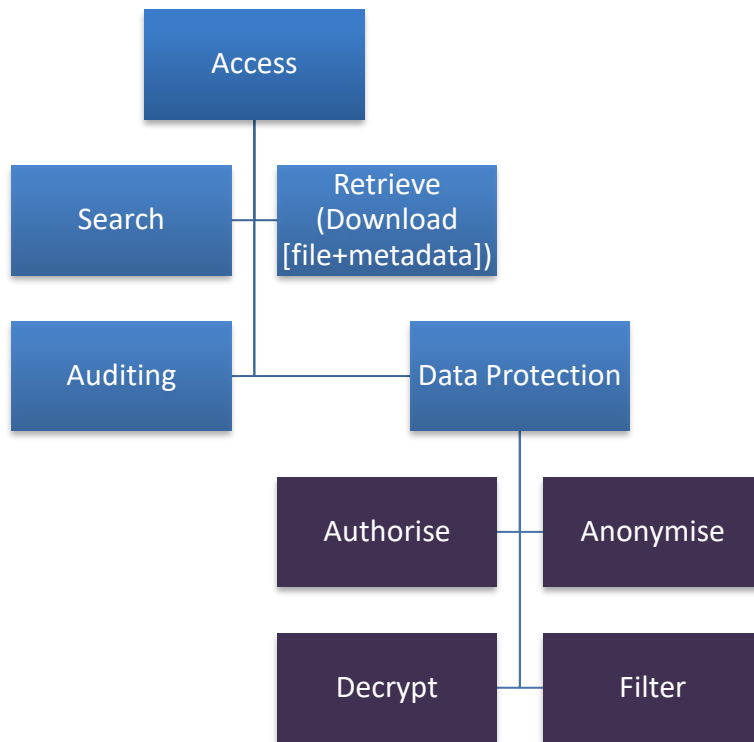 Access
Search
Retrieve
(Download
[file+metadata])
Auditing
Data Protection
Authorise
Anonymise
Decrypt
Filter